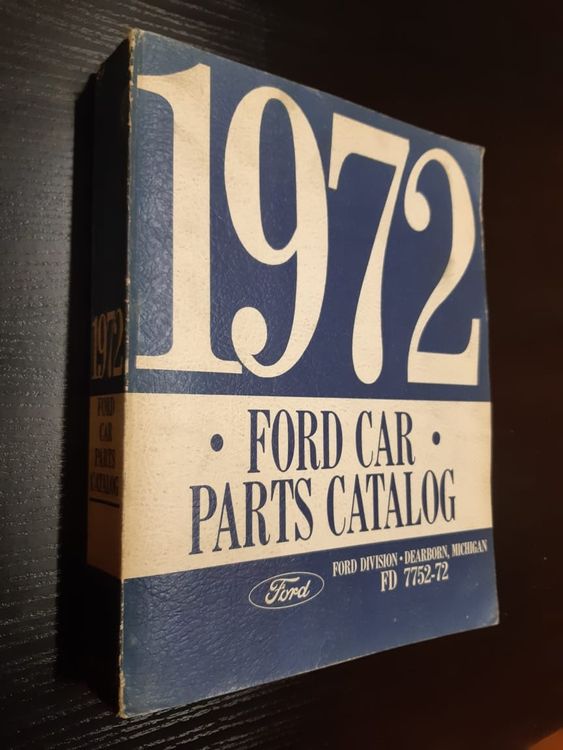 1972
• FORD CAR •
PARTS CATALOG
FORD DIVISION • DEARBORN, MICHIGAN
FD 7752-72
Ford
1972
FORD
CAR
PARTS
CATALOG